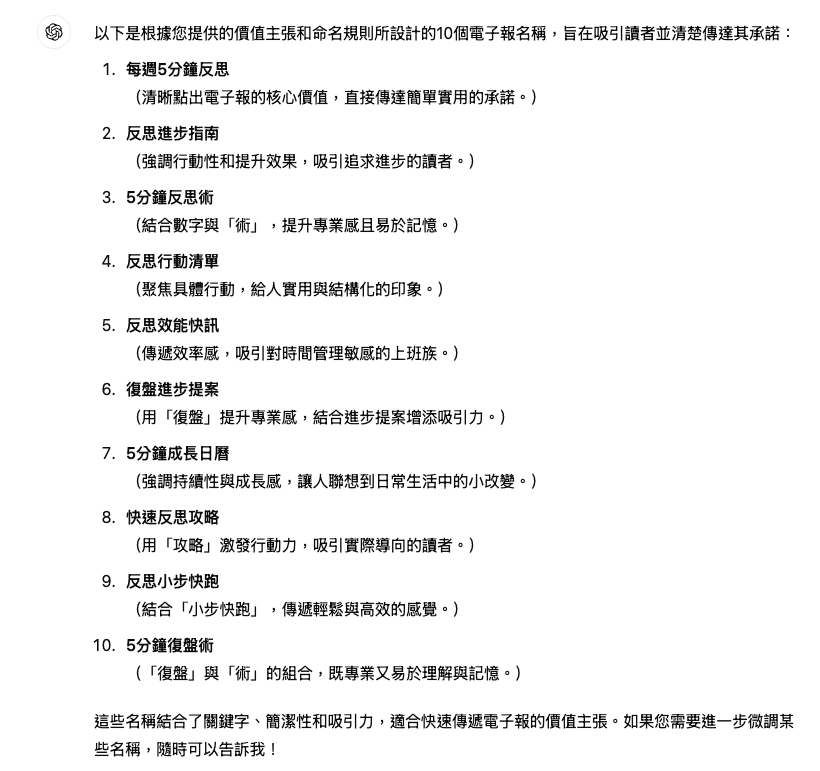 以下是根據您提供的價值主張和命名規則所設計的10個電子報名稱，旨在吸引讀者並清楚傳達其承諾：
1. 每週5分鐘反思
（清晰點出電子報的核心價值，直接傳達簡單實用的承諾。）
2. 反思進步指南
（強調行動性和提升效果，吸引追求進步的讀者。）
3. 5分鐘反思術
（結合數字與「術」，提升專業感且易於記憶。）
4. 反思行動清單
（聚焦具體行動，給人實用與結構化的印象。）
5. 反思效能快訊
（傳遞效率感，吸引對時間管理敏感的上班族。）
6. 復盤進步提案
（用「復盤」提升專業感，結合進步提案增添吸引力。）
7. 5分鐘成長日曆
（強調持續性與成長感，讓人聯想到日常生活中的小改變。）
8. 快速反思攻略
（用「攻略」激發行動力，吸引實際導向的讀者。）
9. 反思小步快跑
（結合「小步快跑」，傳遞輕鬆與高效的感覺。）
10. 5分鐘復盤術
（「復盤」與「術」的組合，既專業又易於理解與記憶。）
這些名稱結合了關鍵字、簡潔性和吸引力，適合快速傳遞電子報的價值主張。如果您需要進一步微調某
些名稱，隨時可以告訴我！